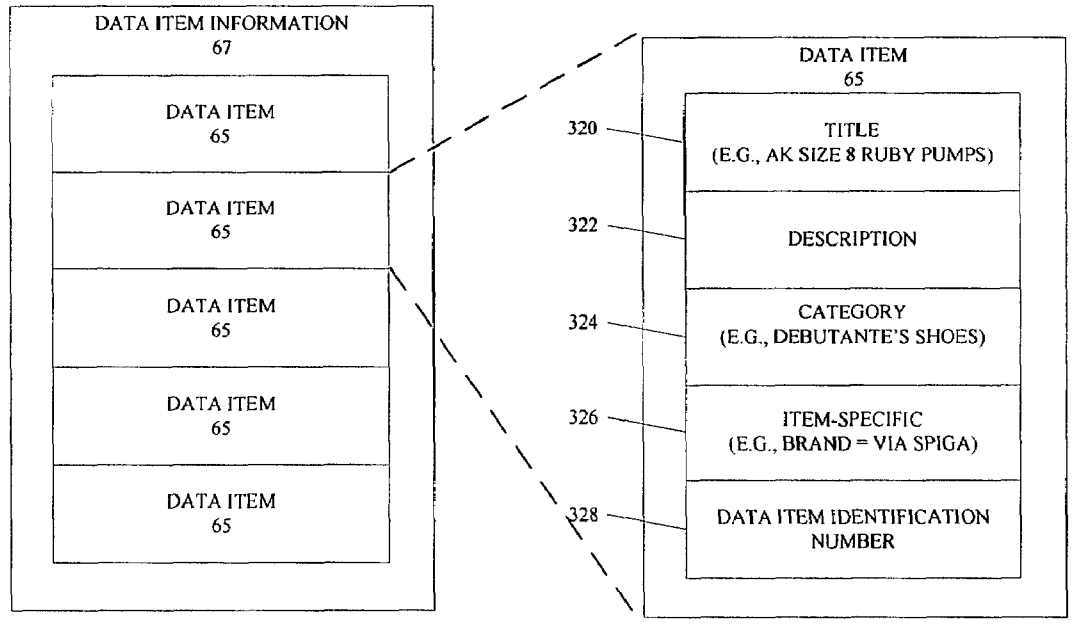 DATA ITEM INFORMATION
67
DATA ITEM
65
DATA ITEM
65
DATA ITEM
65
DATA ITEM
65
DATA ITEM
65
DATA ITEM
65
320
TITLE
(E.G., AK SIZE 8 RUBY PUMPS)
322
DESCRIPTION
324
CATEGORY
(E.G., DEBUTANTE'S SHOES)
326
ITEM-SPECIFIC
(E.G., BRAND = VIA SPIGA)
328
DATA ITEM IDENTIFICATION
NUMBER